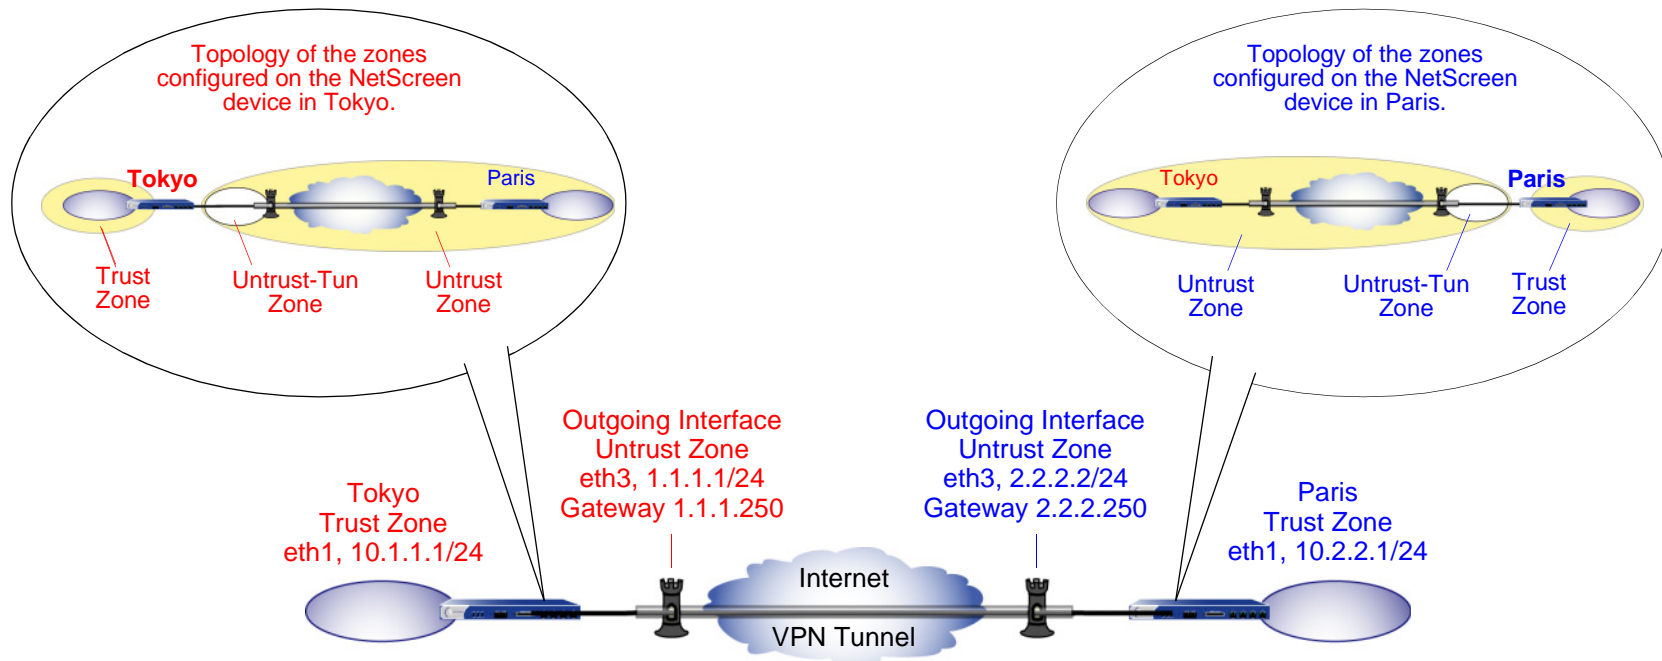 Topology of the zones
configured on the NetScreen
device in Tokyo.
Tokyo
Paris
Trust
Zone
Untrust-Tun
Zone
Untrust
Zone
Topology of the zones
configured on the NetScreen
device in Paris.
Tokyo
Paris
Untrust
Zone
Untrust-Tun
Zone
Trust
Zone
Outgoing Interface
Untrust Zone
eth3, 1.1.1.1/24
Gateway 1.1.1.250
Outgoing Interface
Untrust Zone
eth3, 2.2.2.2/24
Gateway 2.2.2.250
Tokyo
Trust Zone
eth1, 10.1.1.1/24
Paris
Trust Zone
eth1, 10.2.2.1/24
Internet
VPN Tunnel